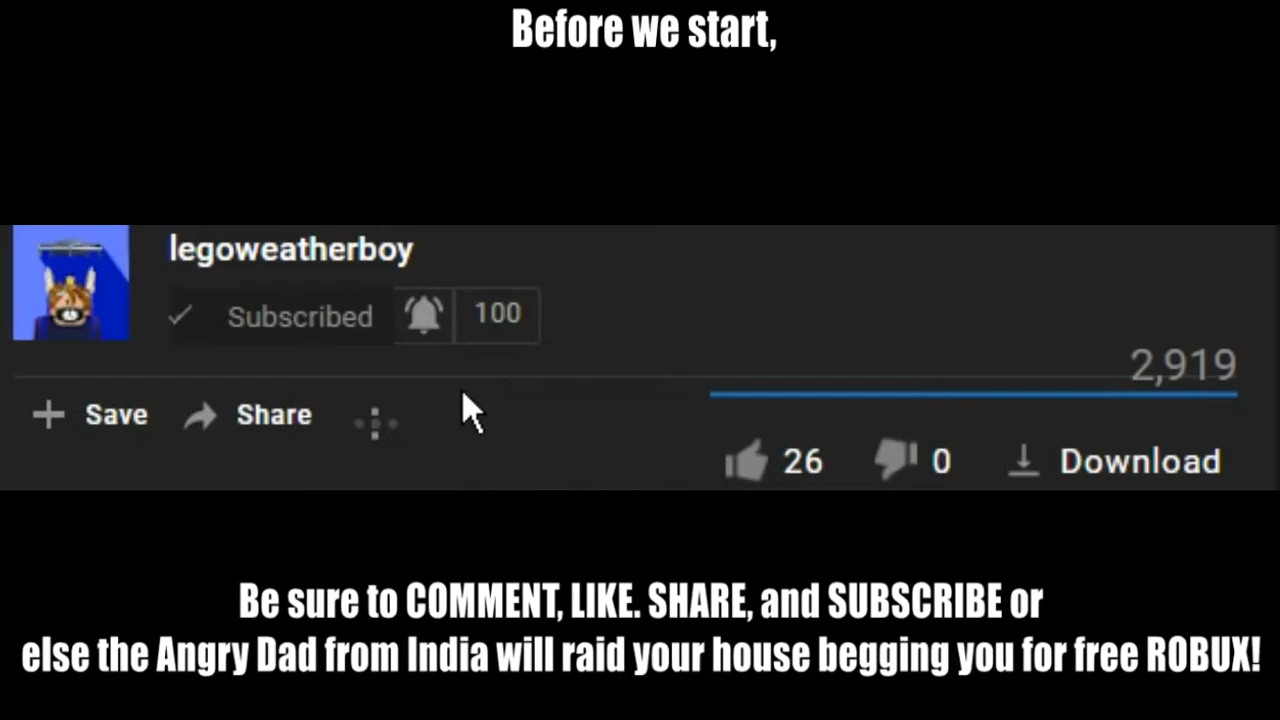 Before we start,
legoweatherboy
Subscribed 100
2,919
Save Share
26 0 Download
Be sure to COMMENT, LIKE. SHARE, and SUBSCRIBE or
else the Angry Dad from India will raid your house begging you for free ROBUX!